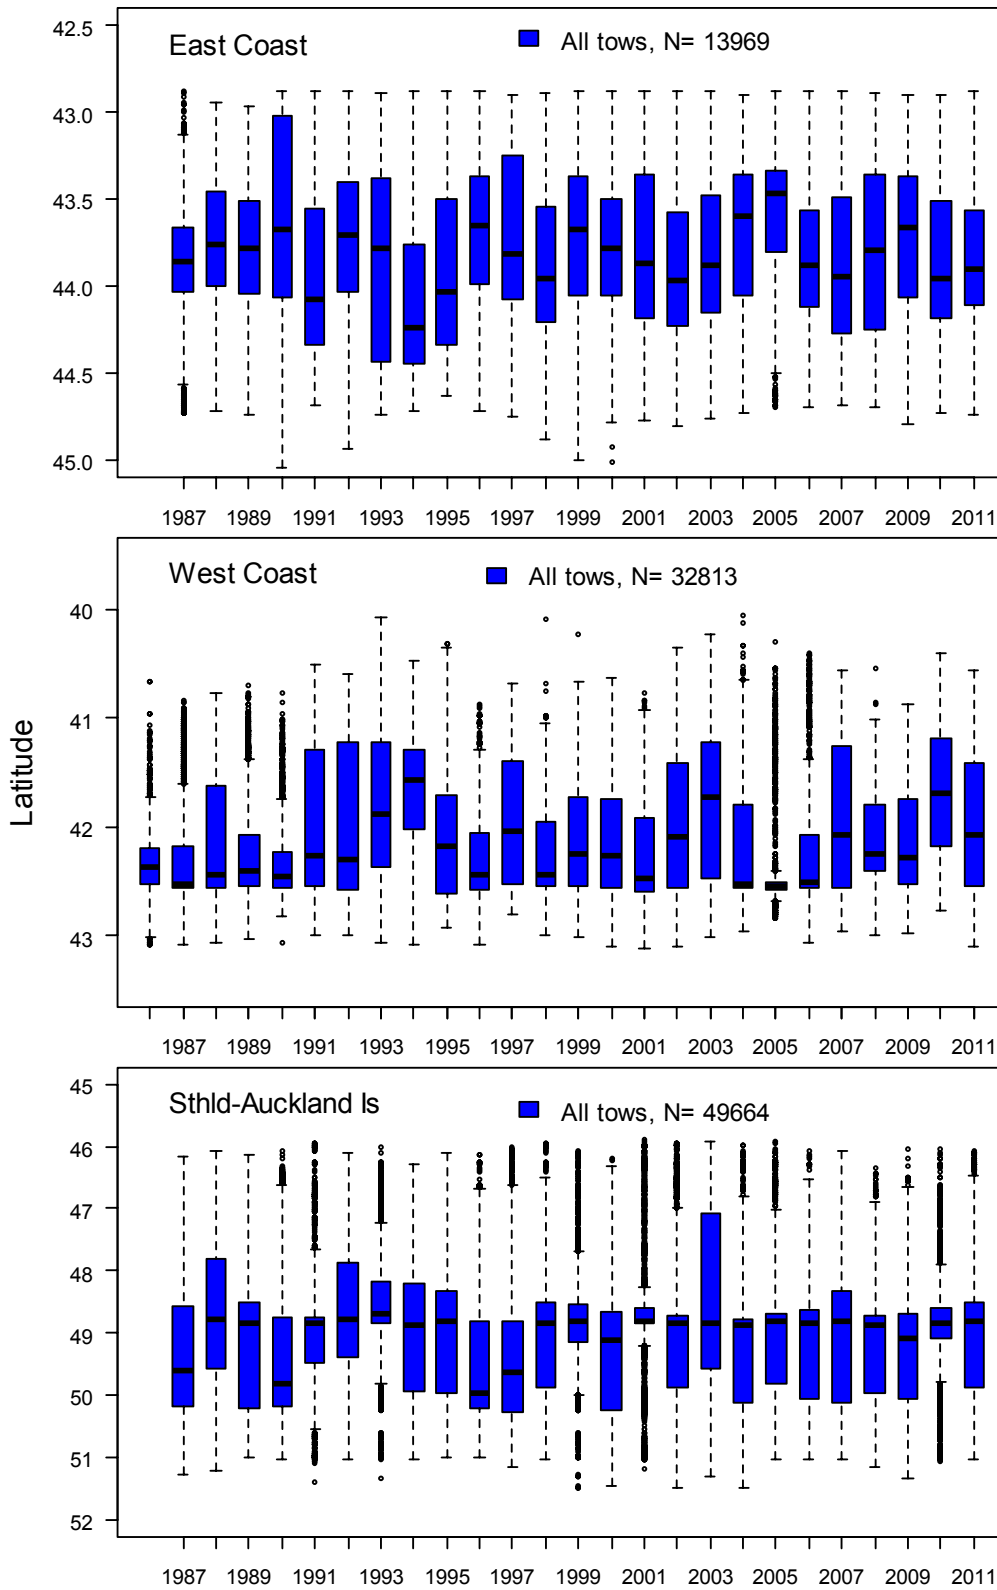 42.5
East Coast
All tows, N= 13969
43.0
43.5
44.0
44.5
45.0
1987 1989 1991 1993 1995 1997 1999 2001 2003 2005 2007 2009 2011
West Coast
All tows, N= 32813
40
41
Latitude
42
43
1987 1989 1991 1993 1995 1997 1999 2001 2003 2005 2007 2009 2011
45
Sthld-Auckland Is
All tows, N= 49664
46
47
48
49
50
51
52
1987 1989 1991 1993 1995 1997 1999 2001 2003 2005 2007 2009 2011